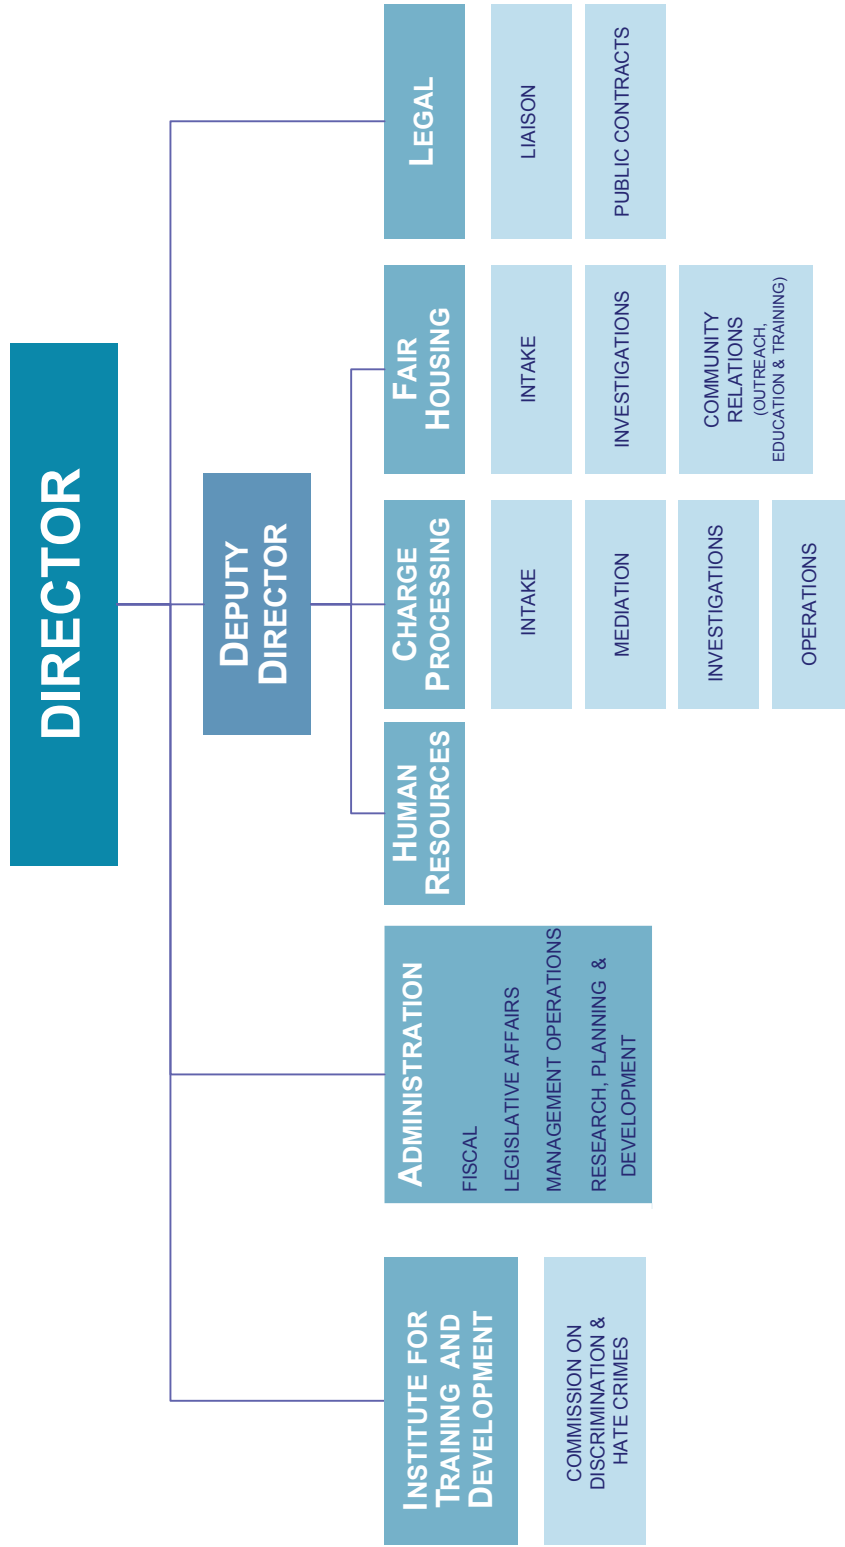 DIRECTOR
DEPUTY
DIRECTOR
INSTITUTE FOR
TRAINING AND
DEVELOPMENT
COMMISSION ON
DISCRIMINATION &
HATE CRIMES
ADMINISTRATION
FISCAL
LEGISLATIVE AFFAIRS
MANAGEMENT OPERATIONS
RESEARCH, PLANNING &
DEVELOPMENT
HUMAN
RESOURCES
CHARGE
PROCESSING
INTAKE
MEDIATION
INVESTIGATIONS
OPERATIONS
FAIR
HOUSING
INTAKE
INVESTIGATIONS
COMMUNITY
RELATIONS
(OUTREACH,
EDUCATION & TRAINING)
LEGAL
LIAISON
PUBLIC CONTRACTS